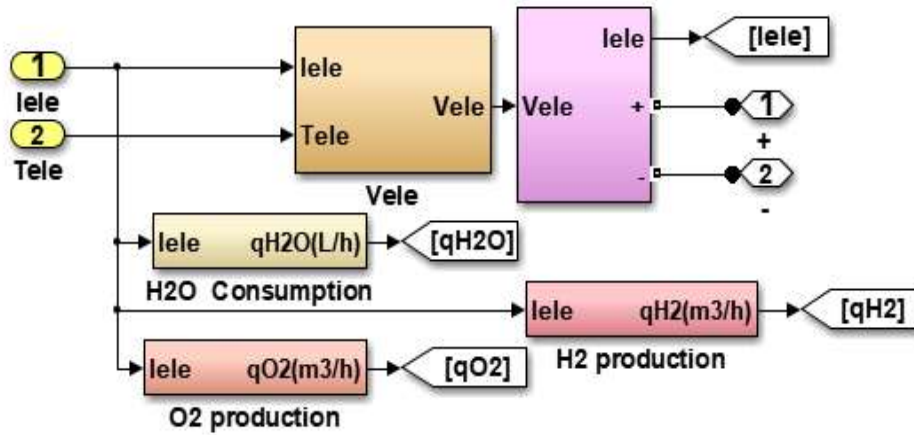 1
Iele
2
Tele
Iele
Tele
Vele
Vele
Vele
Iele
+
-
[Iele]
1
+
2
-
Iele
qH2O(L/h)
[qH2O]
H2O Consumption
Iele
qH2(m3/h)
[qH2]
H2 production
Iele
qO2(m3/h)
[qO2]
O2 production